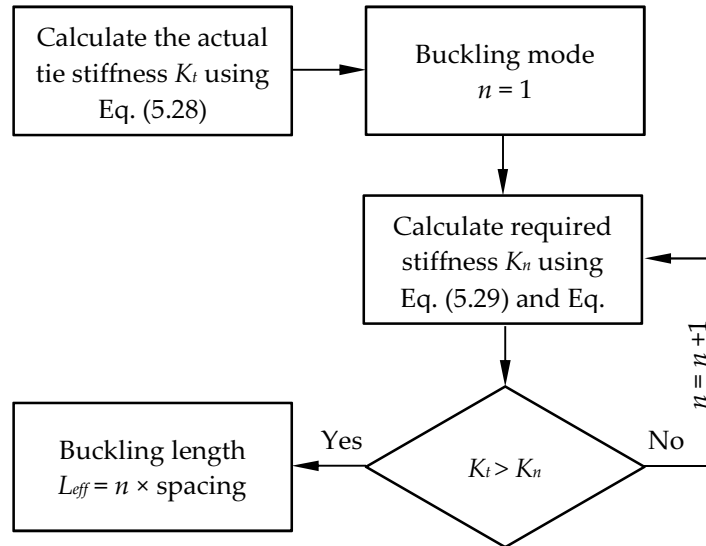 Calculate the actual
tie stiffness Kt using
Eq. (5.28)
Buckling mode
n = 1
Calculate required
stiffness Kn using
Eq. (5.29) and Eq.
n = n +1
Kt > Kn
Yes
No
Buckling length
Leff = n × spacing